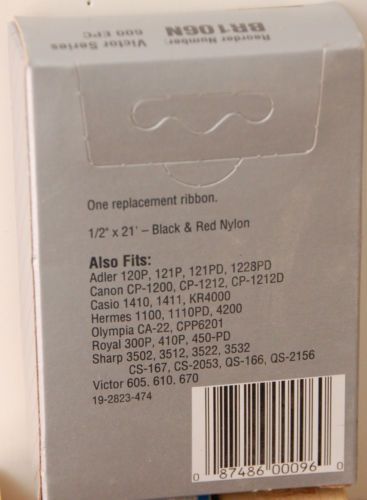 Reorder Number:
BR106N
Victor Series
600 EPC
One replacement ribbon.
1/2" x 21' – Black & Red Nylon
Also Fits:
Adler 120P, 121P, 121PD, 1228PD
Canon CP-1200, CP-1212, CP-1212D
Casio 1410, 1411, KR4000
Hermes 1100, 1110PD, 4200
Olympia CA-22, CPP6201
Royal 300P, 410P, 450-PD
Sharp 3502, 3512, 3522, 3532
CS-167, CS-2053, QS-166, QS-2156
Victor 605. 610. 670
19-2823-474
0 87486 00096 0